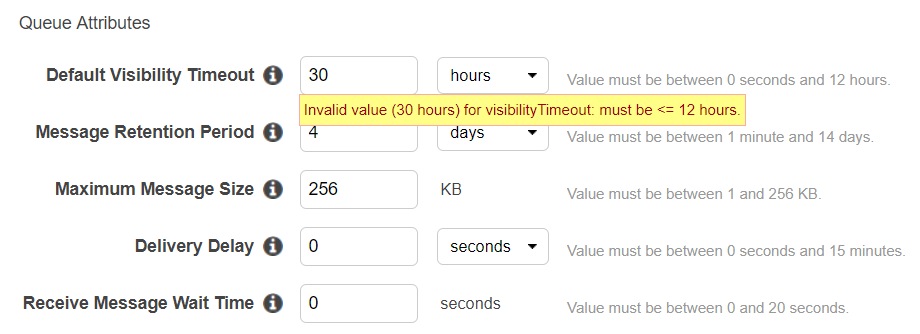 Queue Attributes
Default Visibility Timeout i 30 hours Value must be between 0 seconds and 12 hours.
Invalid value (30 hours) for visibilityTimeout: must be <= 12 hours.
Message Retention Period i 4 days Value must be between 1 minute and 14 days.
Maximum Message Size i 256 KB Value must be between 1 and 256 KB.
Delivery Delay i 0 seconds Value must be between 0 seconds and 15 minutes.
Receive Message Wait Time i 0 seconds Value must be between 0 and 20 seconds.